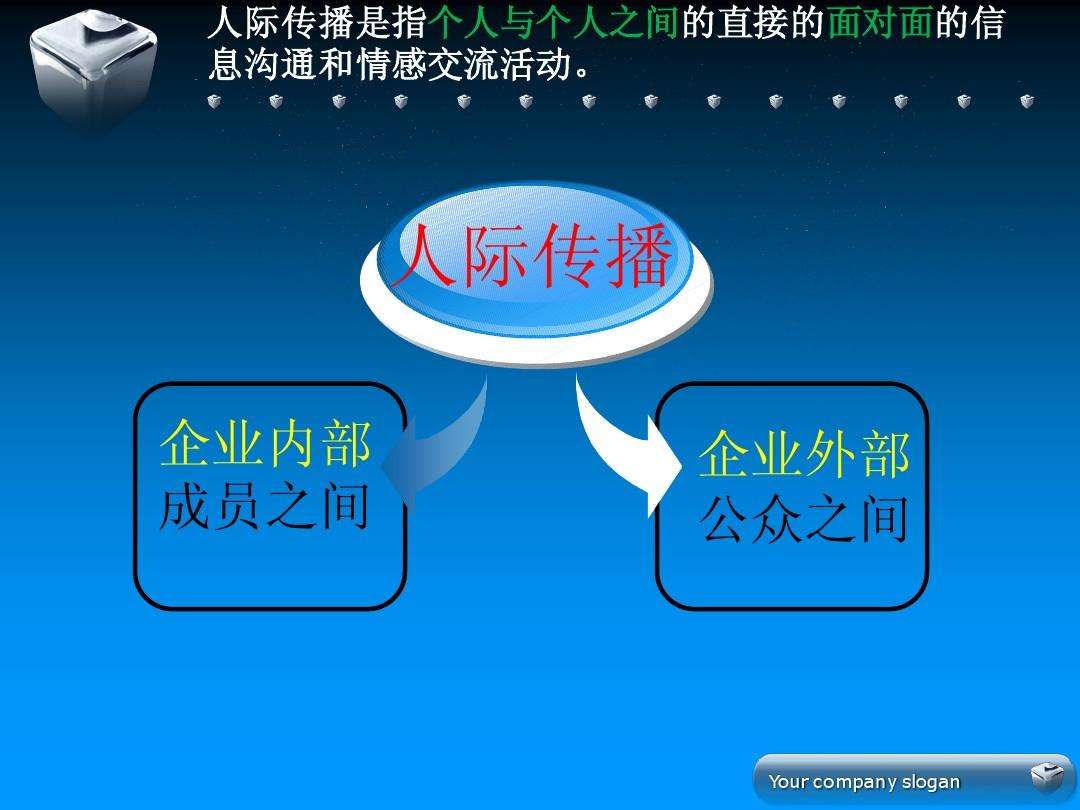 人际传播是指个人与个人之间的直接的面对面的信
息沟通和情感交流活动。
人际传播
企业内部
成员之间
企业外部
公众之间
Your company slogan